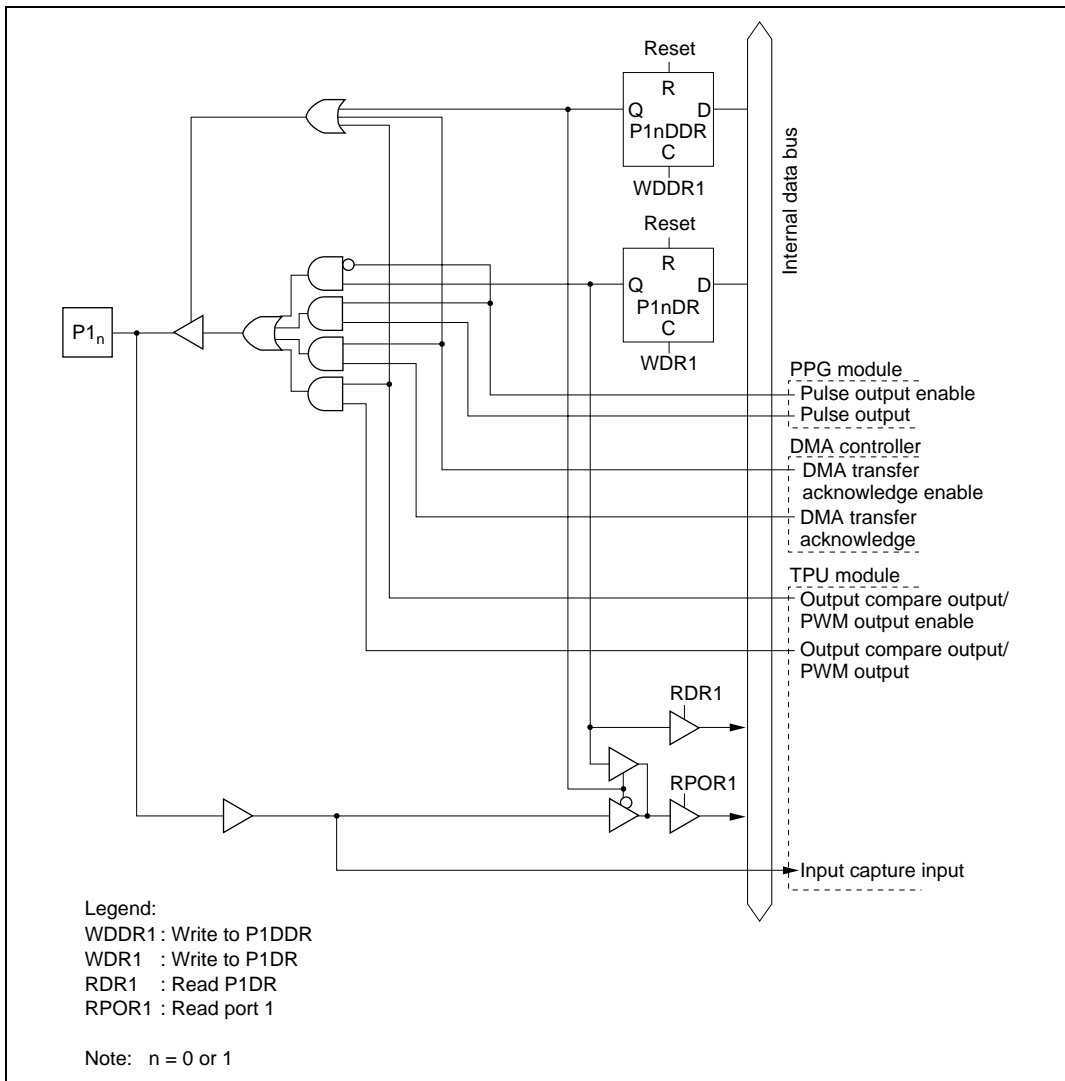 Reset
R
Q D
P1nDDR
C
WDDR1
Internal data bus
Reset
R
Q D
P1nDR
C
WDR1
P1n
PPG module
Pulse output enable
Pulse output
DMA controller
DMA transfer
acknowledge enable
DMA transfer
acknowledge
TPU module
Output compare output/
PWM output enable
Output compare output/
PWM output
RDR1
RPOR1
Input capture input
Legend:
WDDR1 : Write to P1DDR
WDR1 : Write to P1DR
RDR1 : Read P1DR
RPOR1 : Read port 1
Note: n = 0 or 1